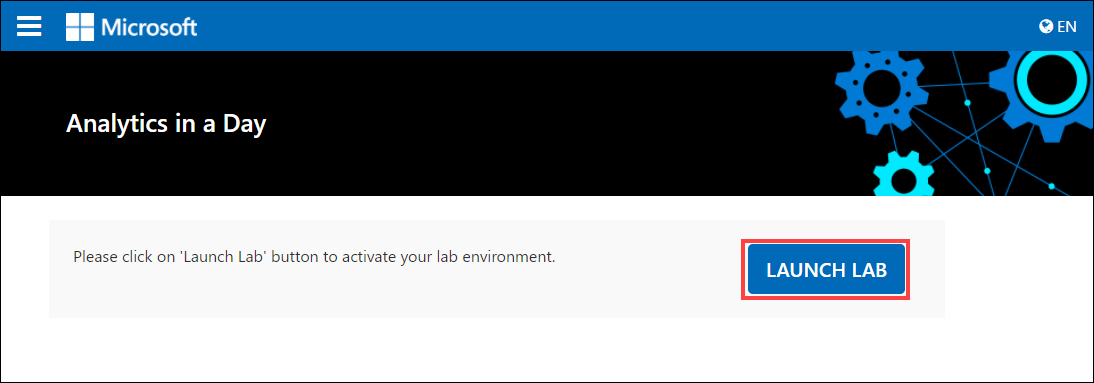 Microsoft
EN
Analytics in a Day
Please click on 'Launch Lab' button to activate your lab environment.
LAUNCH LAB